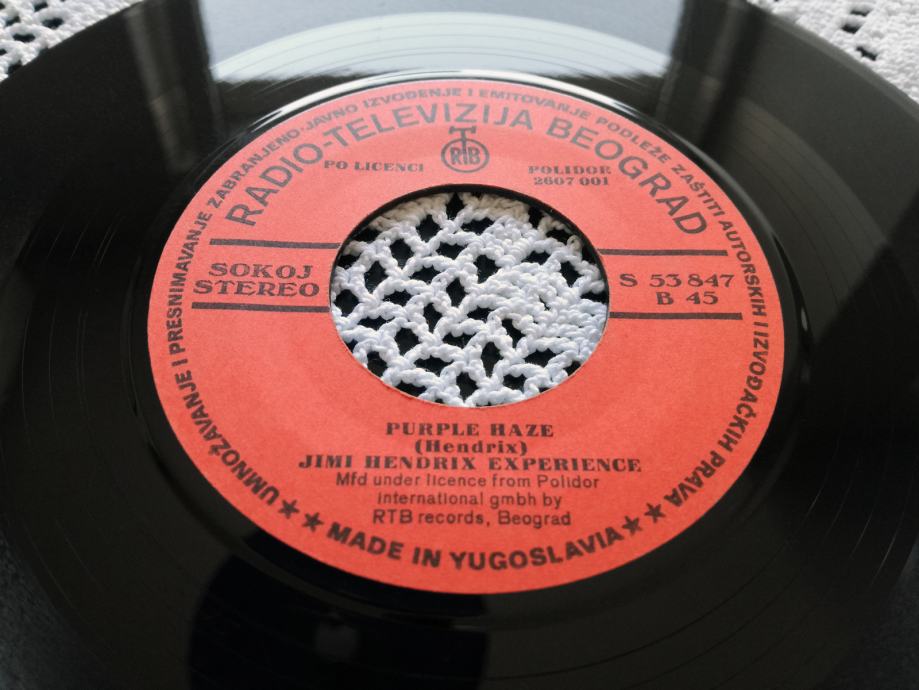 UMNOŽAVANJE I PRESNIMAVANJE ZABRANJENO · JAVNO IZVOĐENJE I EMITOVANJE PODLEŽE ZAŠTITI AUTORSKIH I IZVOĐAČKIH PRAVA
RADIO-TELEVIZIJA BEOGRAD
RTB
PO LICENCI
POLIDOR
2607 001
SOKOJ
STEREO
S 53 847
B 45
PURPLE HAZE
(Hendrix)
JIMI HENDRIX EXPERIENCE
Mfd under licence from Polidor
international gmbh by
RTB records, Beograd
★★ MADE IN YUGOSLAVIA ★★